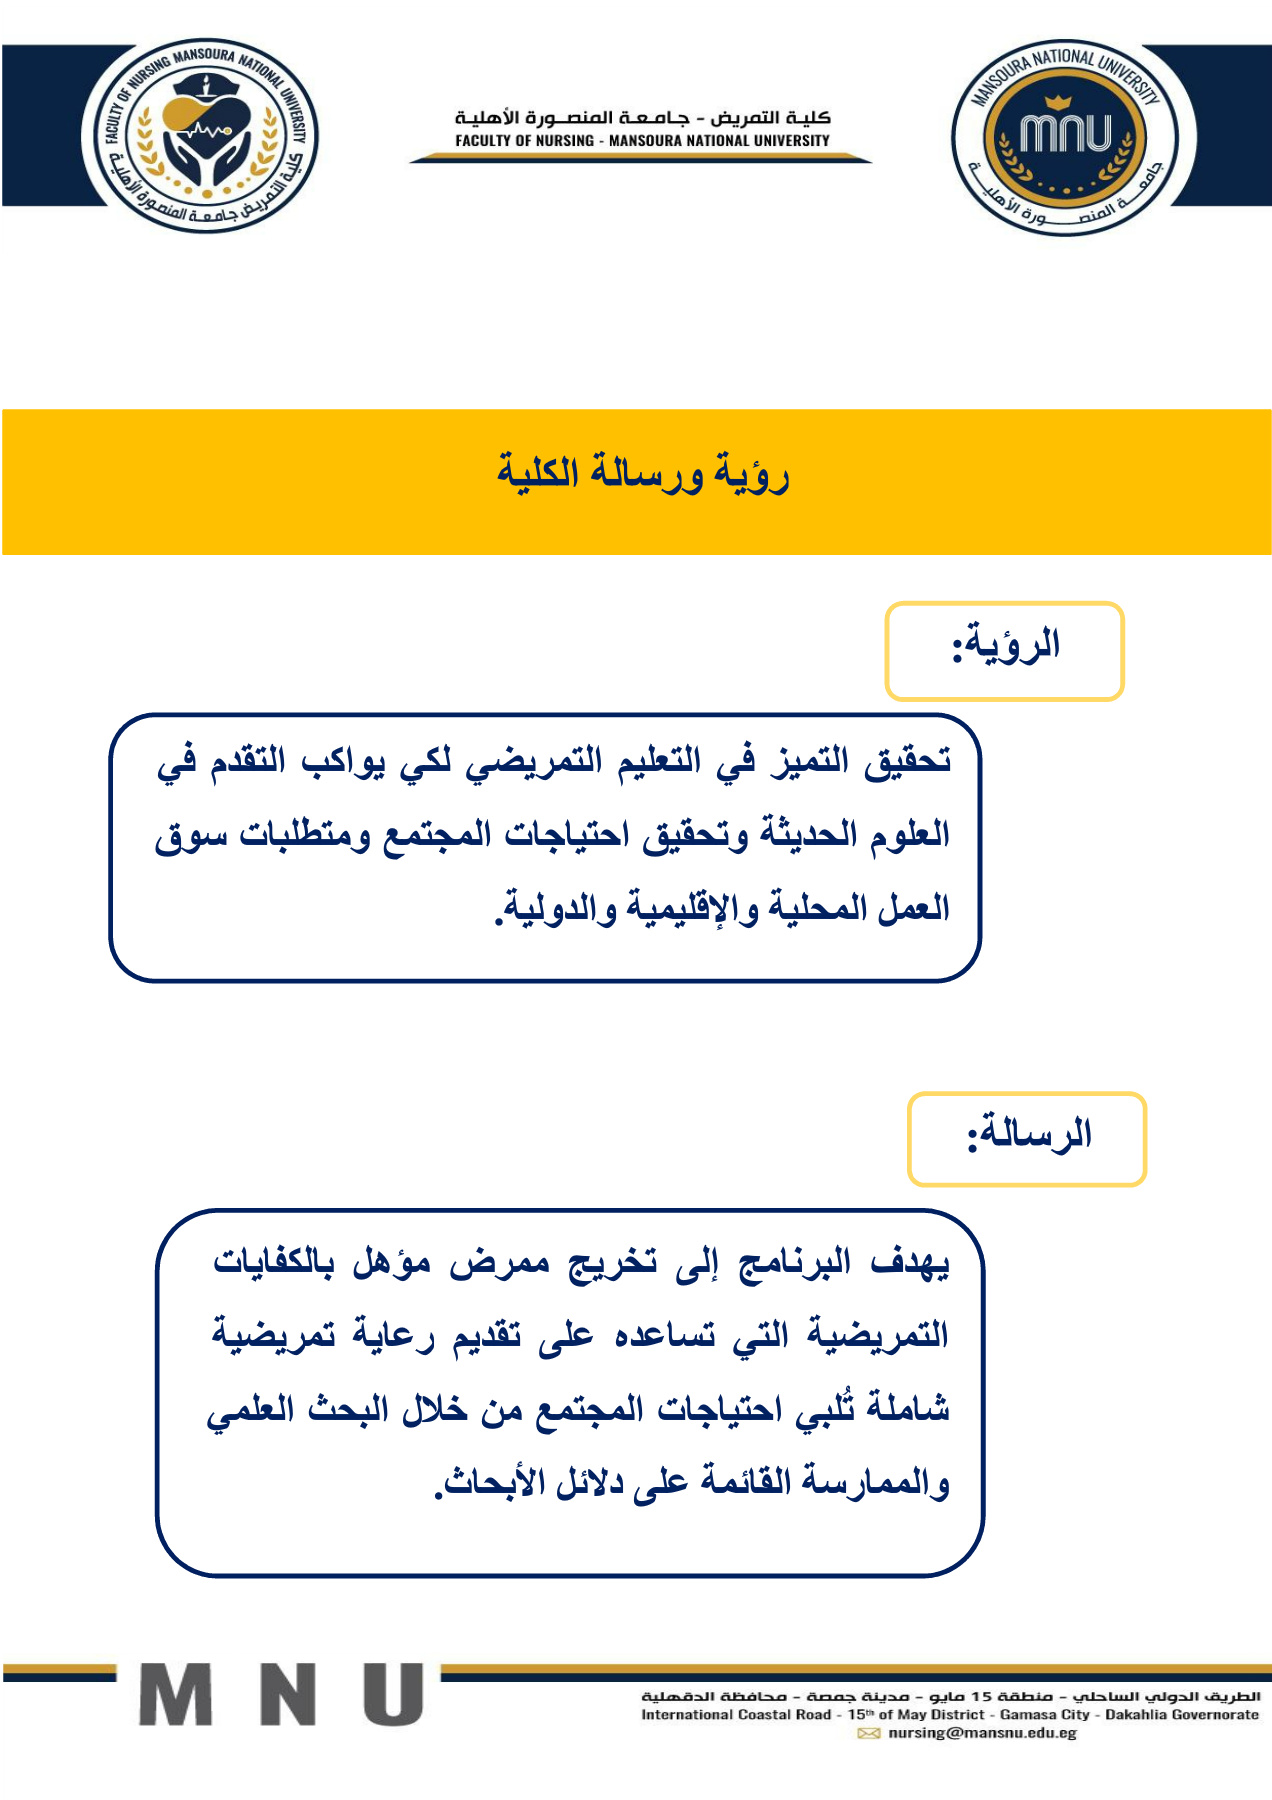 FACULTY OF NURSING MANSOURA NATIONAL UNIVERSITY
كلية التمريض جامعة المنصورة الأهلية
كلية التمريض - جامعة المنصورة الأهلية
FACULTY OF NURSING - MANSOURA NATIONAL UNIVERSITY
MANSOURA NATIONAL UNIVERSITY
mnu
جامعة المنصورة الأهلية
رؤية ورسالة الكلية
الرؤية:
تحقيق التميز في التعليم التمريضي لكي يواكب التقدم في
العلوم الحديثة وتحقيق احتياجات المجتمع ومتطلبات سوق
العمل المحلية والإقليمية والدولية.
الرسالة:
يهدف البرنامج إلى تخريج ممرض مؤهل بالكفايات
التمريضية التي تساعده على تقديم رعاية تمريضية
شاملة تُلبي احتياجات المجتمع من خلال البحث العلمي
والممارسة القائمة على دلائل الأبحاث.
M N U
الطريق الدولي الساحلي - منطقة 15 مايو - مدينة جمصة - محافظة الدقهلية
International Coastal Road - 15th of May District - Gamasa City - Dakahlia Governorate
nursing@mansnu.edu.eg